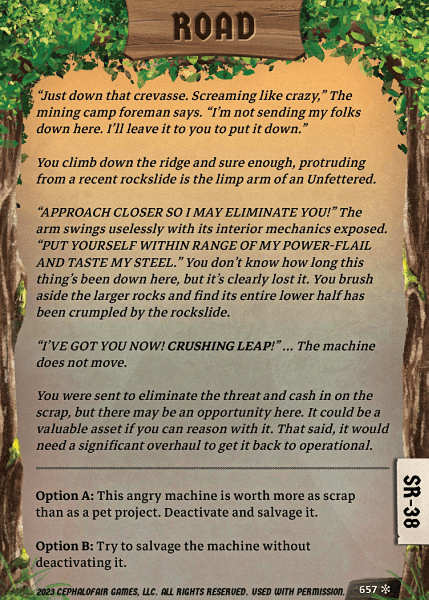 ROAD
“Just down that crevasse. Screaming like crazy,” The
mining camp foreman says. “I’m not sending my folks
down here. I’ll leave it to you to put it down.”
You climb down the ridge and sure enough, protruding
from a recent rockslide is the limp arm of an Unfettered.
“APPROACH CLOSER SO I MAY ELIMINATE YOU!” The
arm swings uselessly with its interior mechanics exposed.
“PUT YOURSELF WITHIN RANGE OF MY POWER-FLAIL
AND TASTE MY STEEL.” You don’t know how long this
thing’s been down here, but it’s clearly lost it. You brush
aside the larger rocks and find its entire lower half has
been crumpled by the rockslide.
“I’VE GOT YOU NOW! CRUSHING LEAP!” ... The machine
does not move.
You were sent to eliminate the threat and cash in on the
scrap, but there may be an opportunity here. It could be a
valuable asset if you can reason with it. That said, it would
need a significant overhaul to get it back to operational.
Option A: This angry machine is worth more as scrap
than as a pet project. Deactivate and salvage it.
Option B: Try to salvage the machine without
deactivating it.
SR-38
2023 CEPHALOFAIR GAMES, LLC. ALL RIGHTS RESERVED. USED WITH PERMISSION.
657